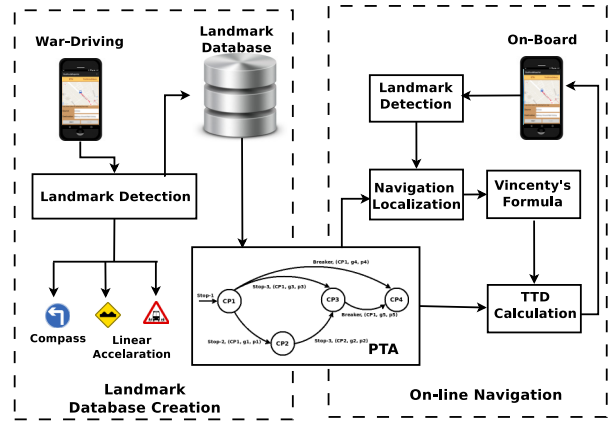 War-Driving
Landmark
Database
On-Board
Landmark
Detection
Landmark Detection
Navigation
Localization
Vincenty's
Formula
Breaker, (CP1, g4, p4)
Stop-3, (CP1, g3, p3)
Stop-1
CP1
CP3
CP4
Breaker, (CP1, g5, p5)
Stop-2, (CP1, g1, p1)
CP2
Stop-3, (CP2, g2, p2)
PTA
TTD
Calculation
Compass
Linear
Accelaration
Landmark
Database Creation
On-line Navigation